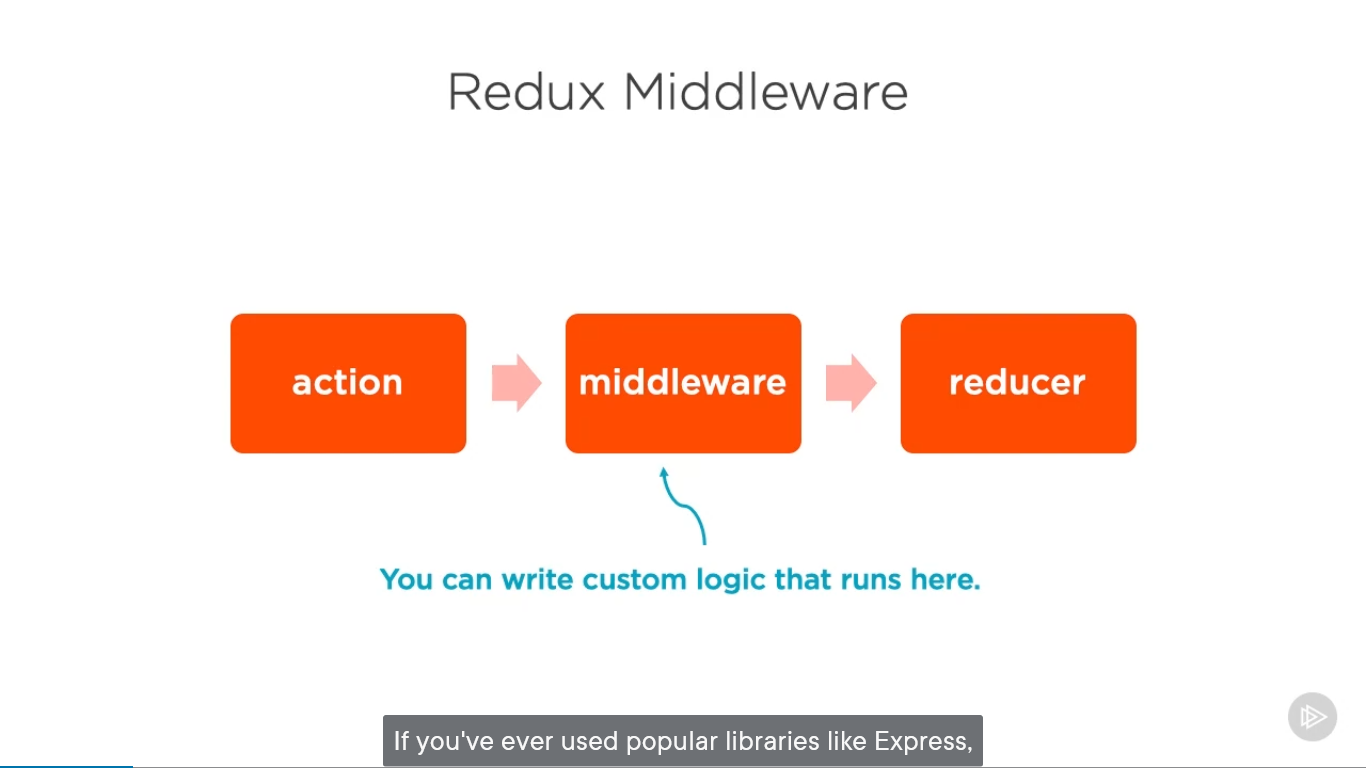 Redux Middleware
action
middleware
reducer
You can write custom logic that runs here.
If you've ever used popular libraries like Express,